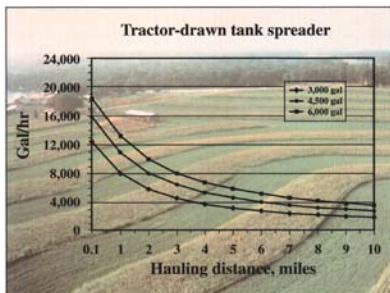 Tractor-drawn tank spreader
24,000
20,000
16,000
12,000
8,000
4,000
0
Gal/hr
3,000 gal
4,500 gal
6,000 gal
0.1 1 2 3 4 5 6 7 8 9 10
Hauling distance, miles